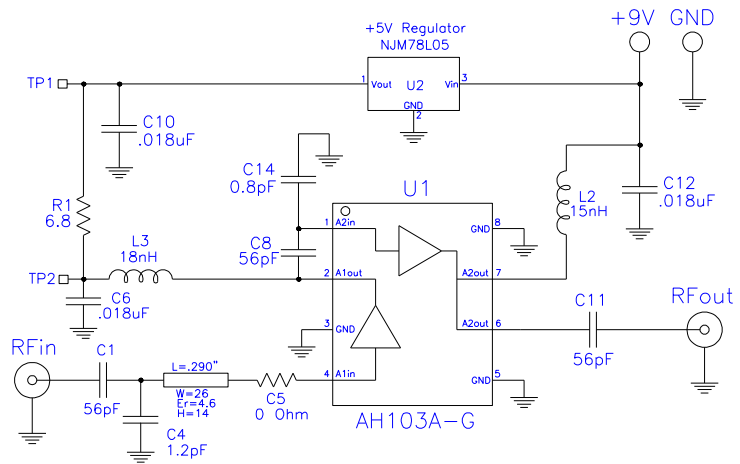 +9V GND
+5V Regulator
NJM78L05
TP1
1 Vout
U2
Vin 3
GND
2
C10
.018uF
C14
0.8pF
U1
L2
15nH
C12
.018uF
R1
6.8
L3
18nH
C8
56pF
1 A2in
GND 8
TP2
2 A1out
A2out 7
C6
.018uF
C11
56pF
RFout
3 GND
A2out 6
RFin
C1
56pF
L=.290"
W=26
Er=4.6
H=14
C5
0 Ohm
4 A1in
GND 5
C4
1.2pF
AH103A-G